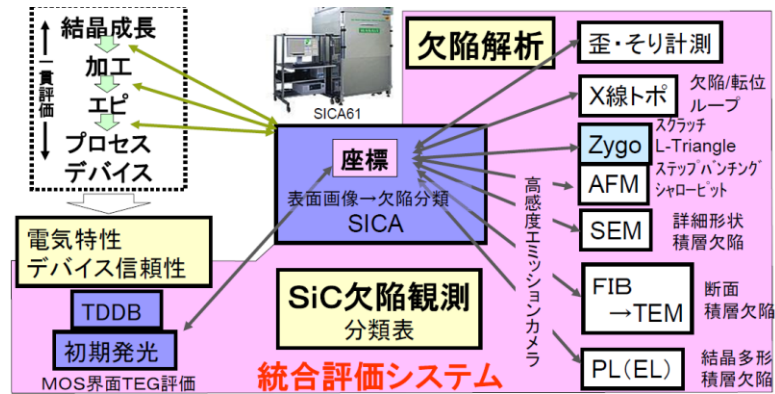 一貫評価
結晶成長
加工
エピ
プロセス
デバイス
SICA61
欠陥解析
座標
表面画像→欠陥分類
SICA
電気特性
デバイス信頼性
TDDB
初期発光
MOS界面TEG評価
SiC欠陥観測
分類表
統合評価システム
高感度エミッションカメラ
歪・そり計測
X線トポ
欠陥/転位
ループ
Zygo
スクラッチ
L-Triangle
AFM
ステップバンチング
シャローピット
SEM
詳細形状
積層欠陥
FIB
→TEM
断面
積層欠陥
PL(EL)
結晶多形
積層欠陥